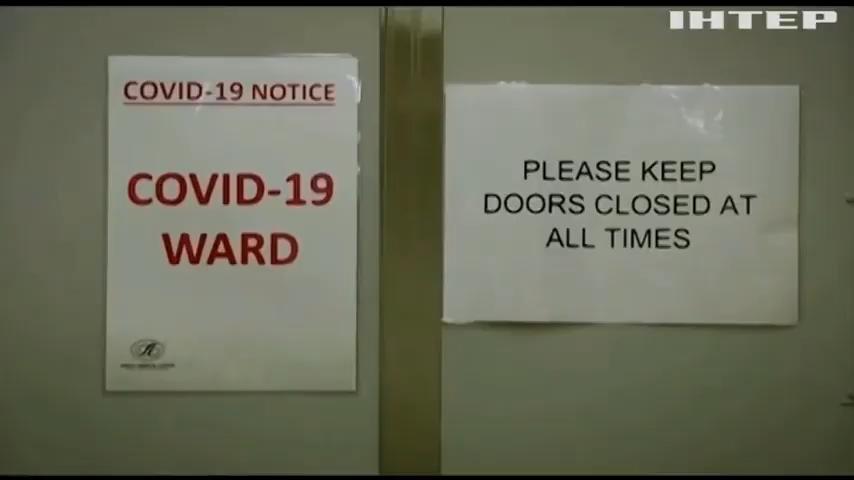 ІНТЕР
COVID-19 NOTICE
COVID-19
WARD
PLEASE KEEP
DOORS CLOSED AT
ALL TIMES